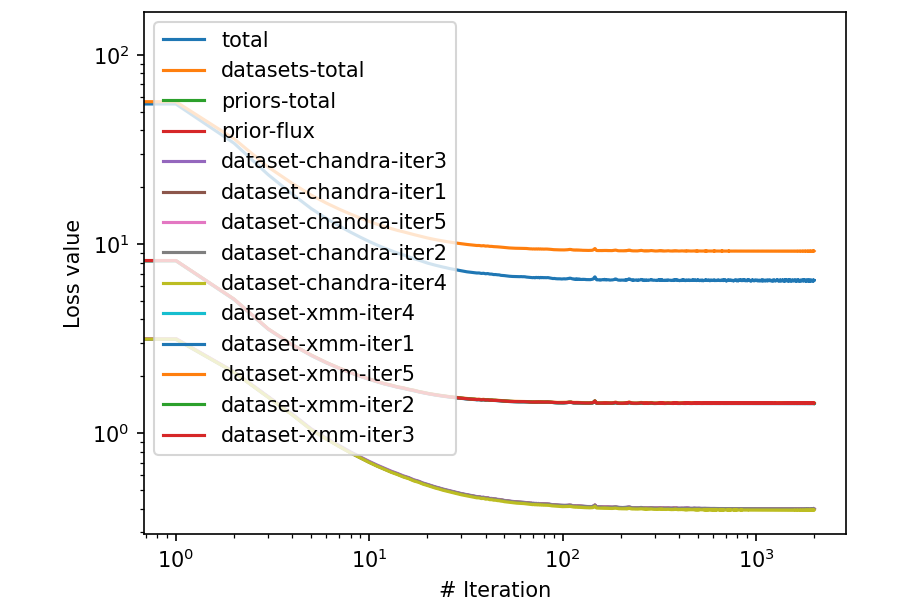 10²
10¹
10⁰
Loss value
total
datasets-total
priors-total
prior-flux
dataset-chandra-iter3
dataset-chandra-iter1
dataset-chandra-iter5
dataset-chandra-iter2
dataset-chandra-iter4
dataset-xmm-iter4
dataset-xmm-iter1
dataset-xmm-iter5
dataset-xmm-iter2
dataset-xmm-iter3
10⁰
10¹
10²
10³
# Iteration